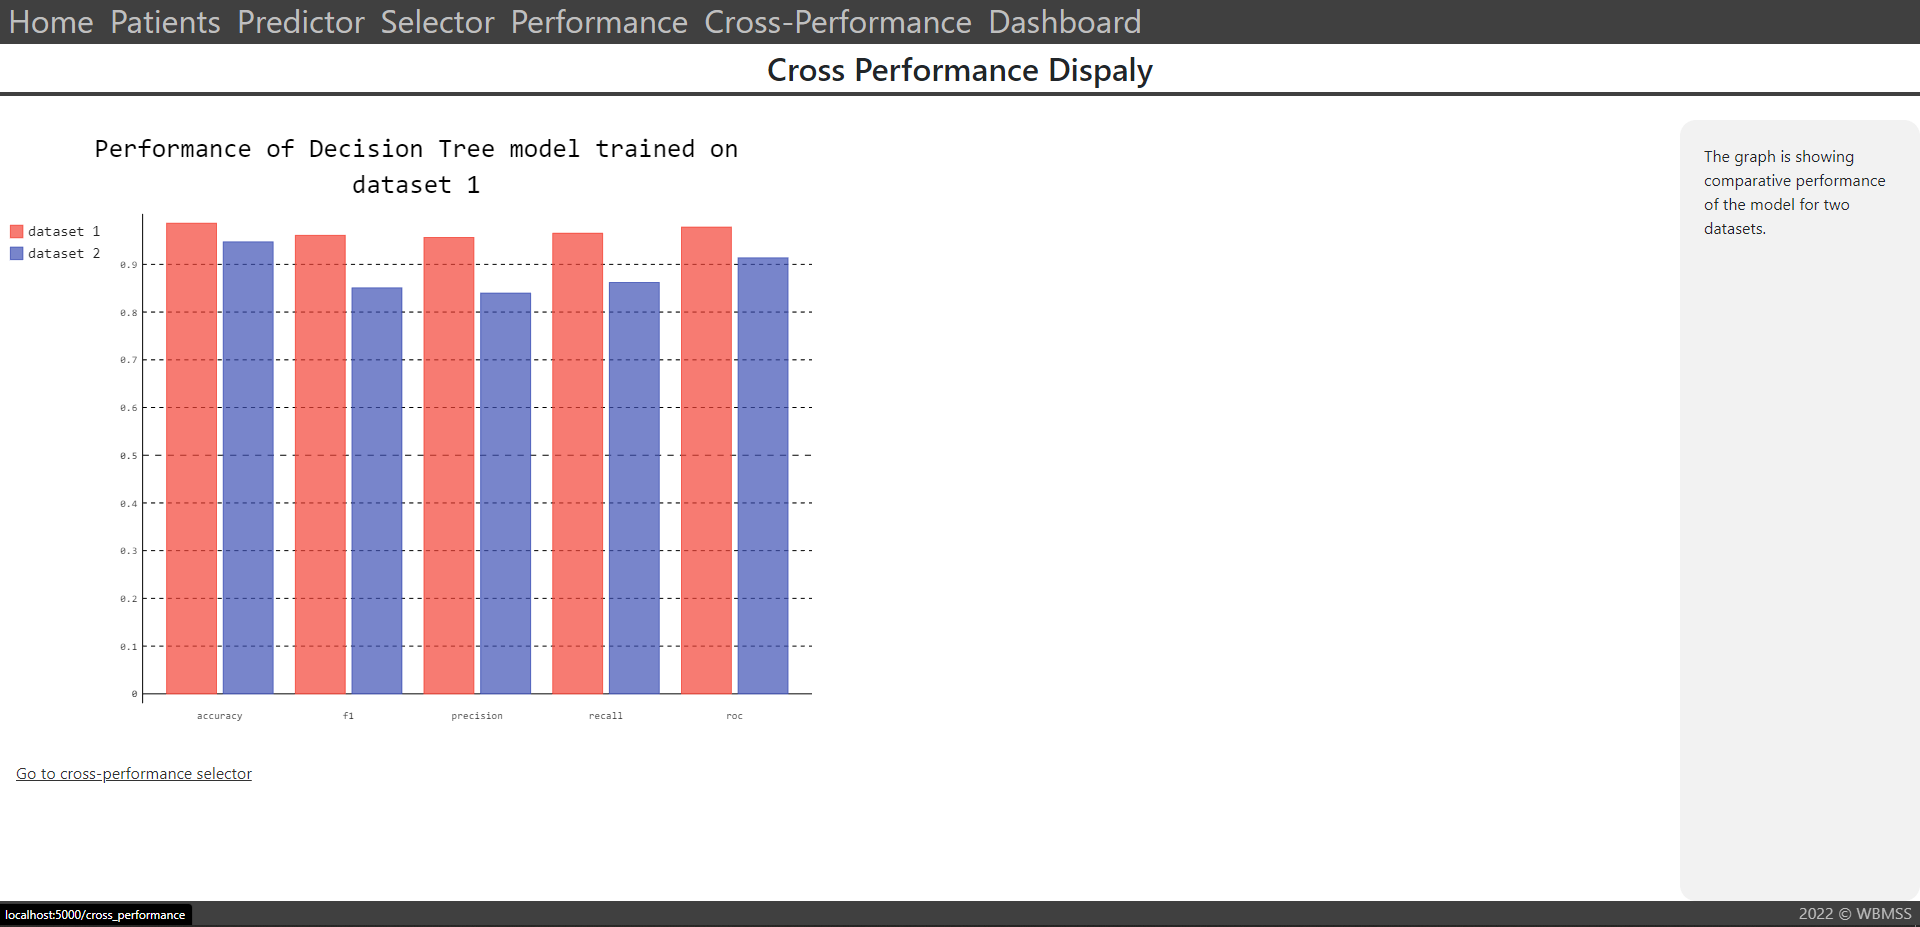 Home Patients Predictor Selector Performance Cross-Performance Dashboard
Cross Performance Dispaly
Performance of Decision Tree model trained on
dataset 1
dataset 1
dataset 2
0.9
0.8
0.7
0.6
0.5
0.4
0.3
0.2
0.1
0
accuracy f1 precision recall roc
The graph is showing
comparative performance
of the model for two
datasets.
Go to cross-performance selector
localhost:5000/cross_performance
2022 © WBMSS